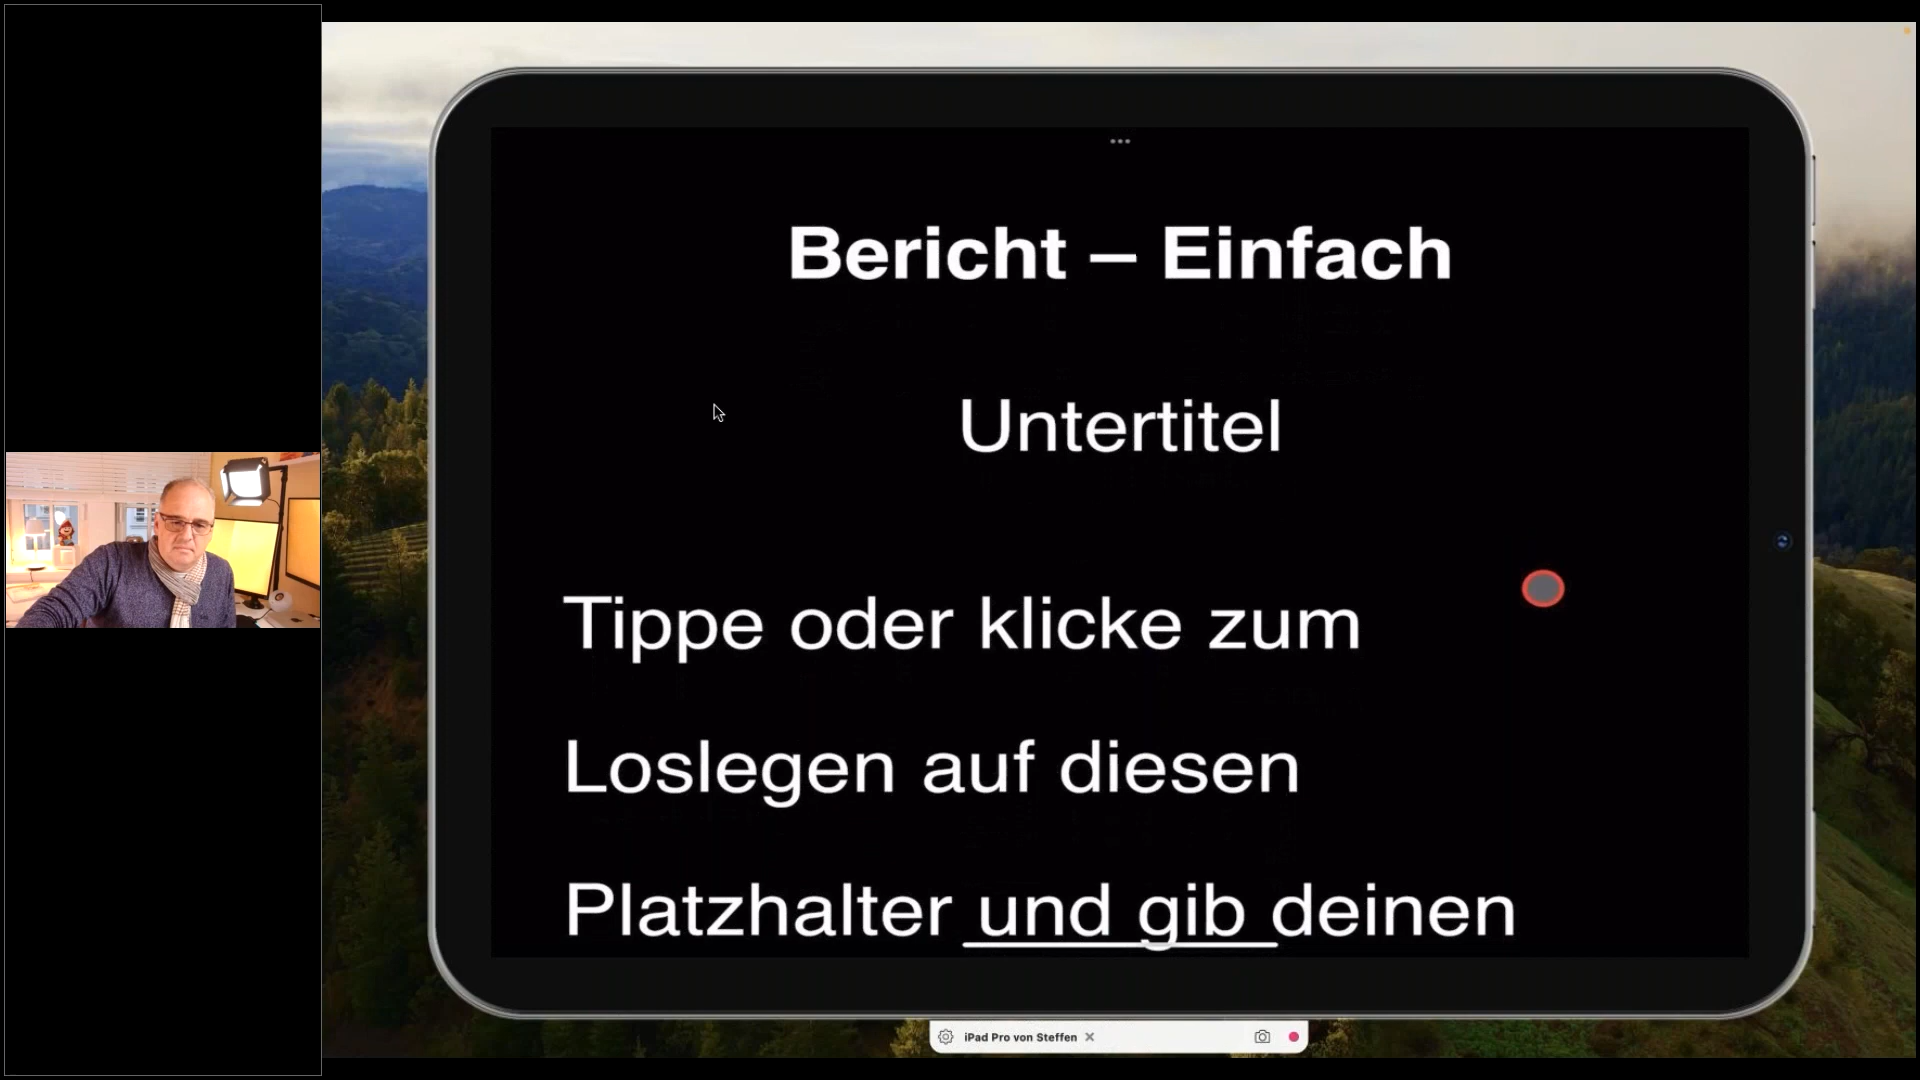 Bericht – Einfach
Untertitel
Tippe oder klicke zum
Loslegen auf diesen
Platzhalter und gib deinen
iPad Pro von Steffen